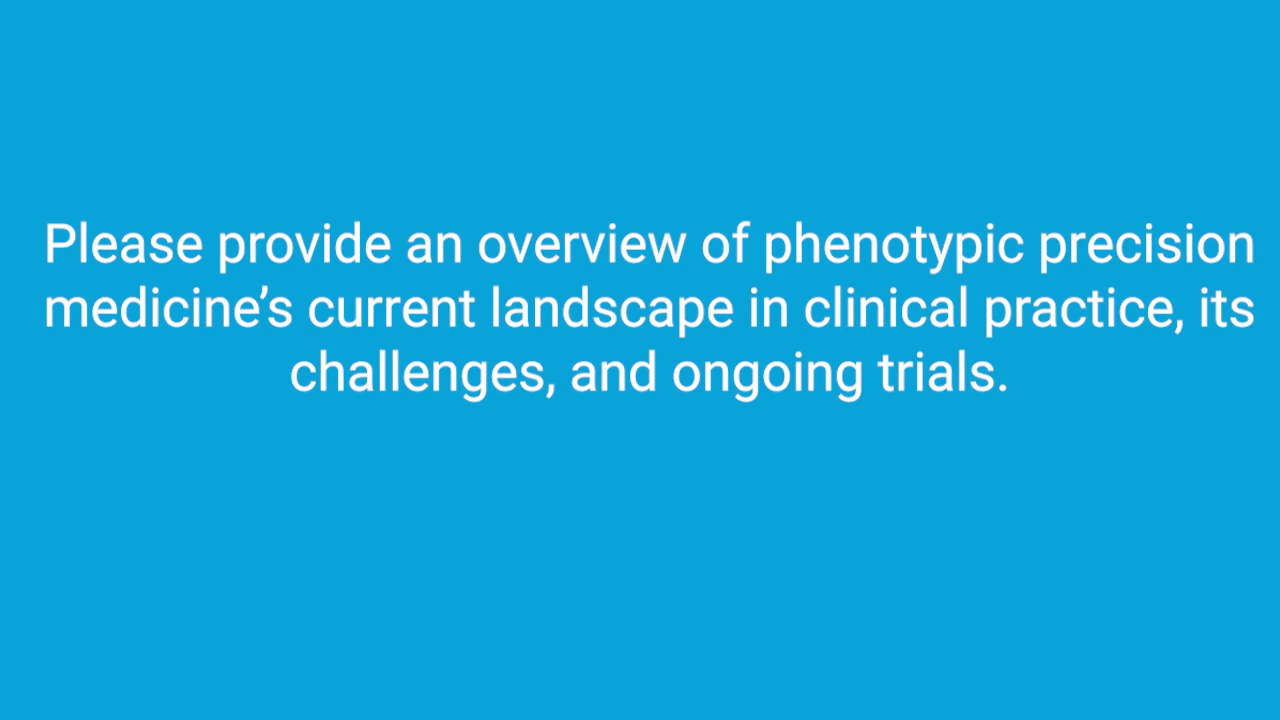 Please provide an overview of phenotypic precision
medicine’s current landscape in clinical practice, its
challenges, and ongoing trials.